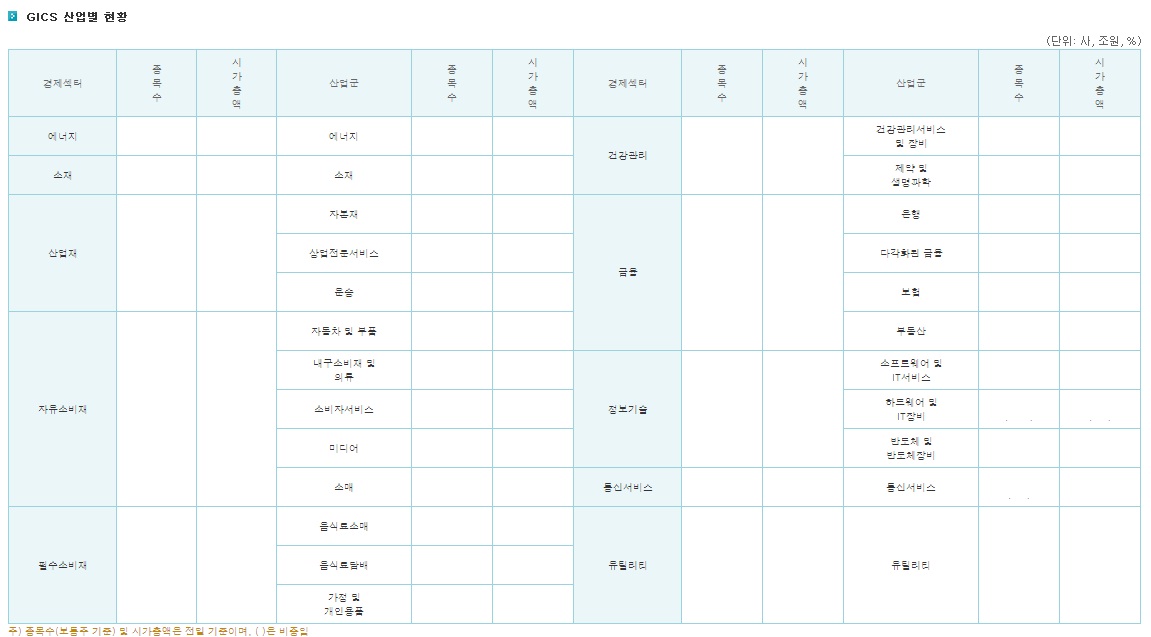 GICS 산업별 현황
(단위: 사, 조원, %)
경제섹터
종
목
수
시
가
총
액
산업군
종
목
수
시
가
총
액
경제섹터
종
목
수
시
가
총
액
산업군
종
목
수
시
가
총
액
에너지
에너지
건강관리
건강관리서비스
및 장비
소재
소재
제약 및
생명과학
산업재
자본재
금융
은행
상업전문서비스
다각화된 금융
운송
보험
자유소비재
자동차 및 부품
부동산
내구소비재 및
의류
정보기술
소프트웨어 및
IT서비스
소비자서비스
하드웨어 및
IT장비
미디어
반도체 및
반도체장비
소매
통신서비스
통신서비스
필수소비재
음식료소매
유틸리티
유틸리티
음식료담배
가정 및
개인용품
주) 종목수(보통주 기준) 및 시가총액은 전일 기준이며, ( )은 비중임